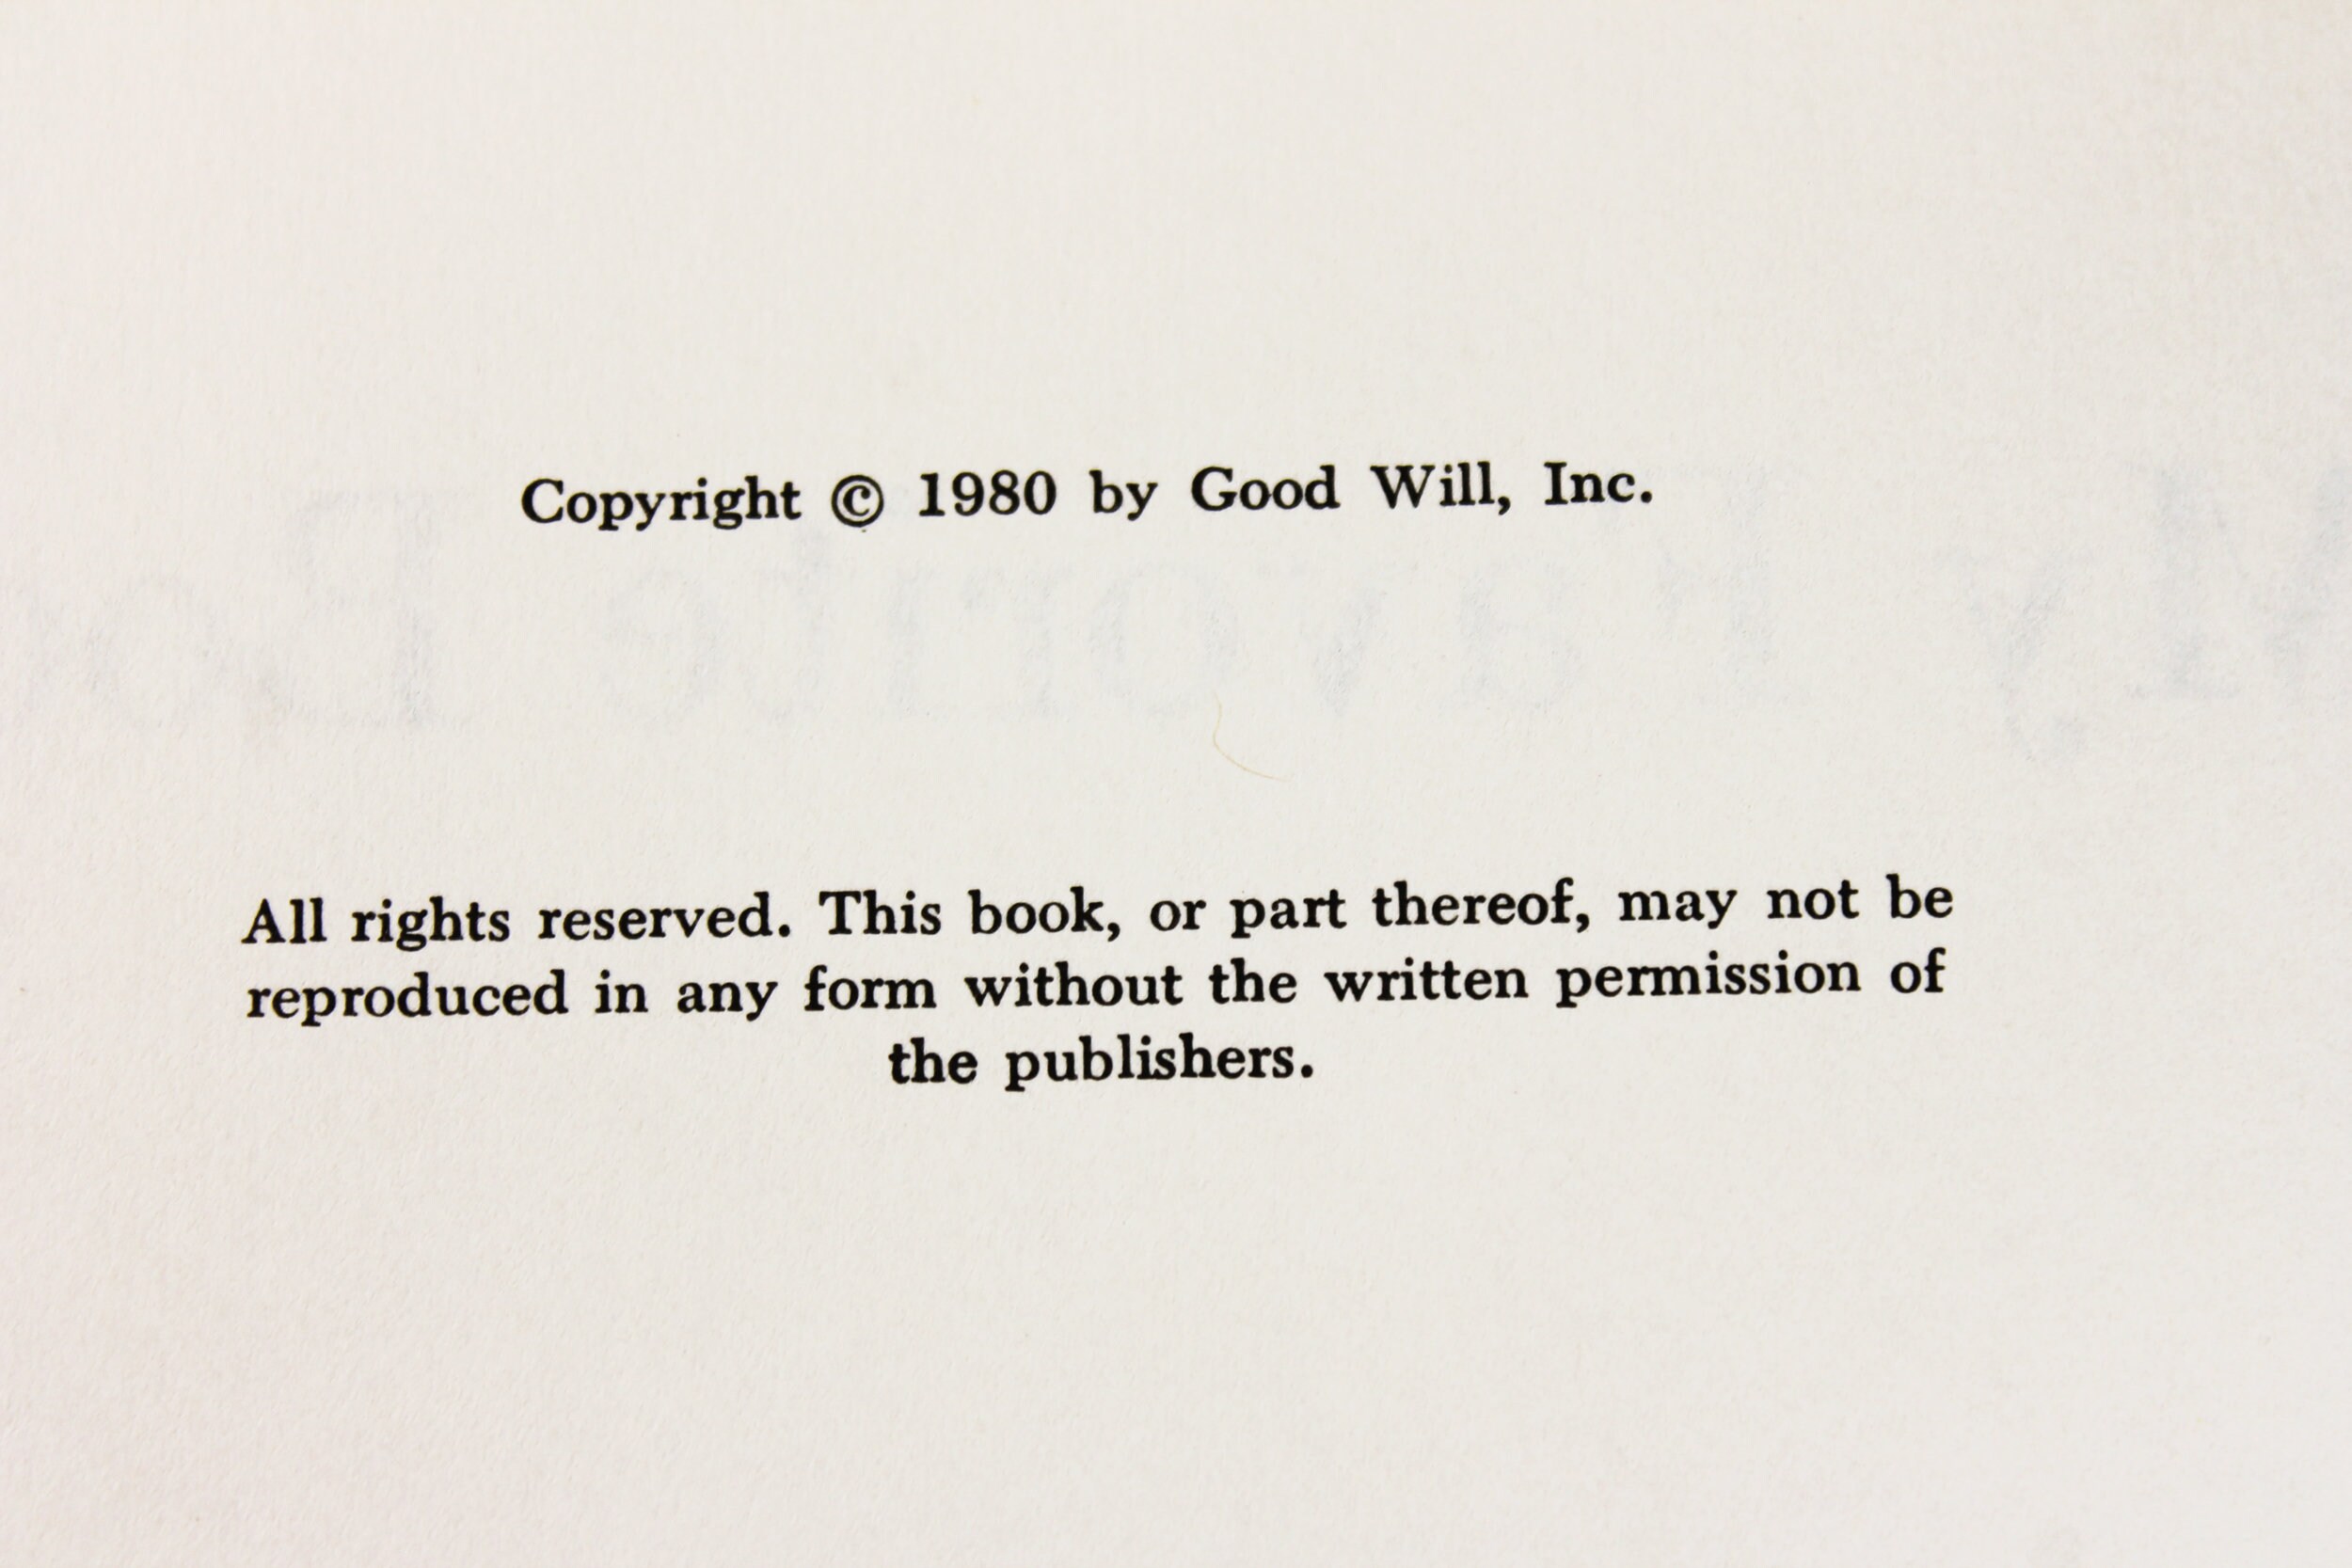 Copyright © 1980 by Good Will, Inc.
All rights reserved. This book, or part thereof, may not be
reproduced in any form without the written permission of
the publishers.